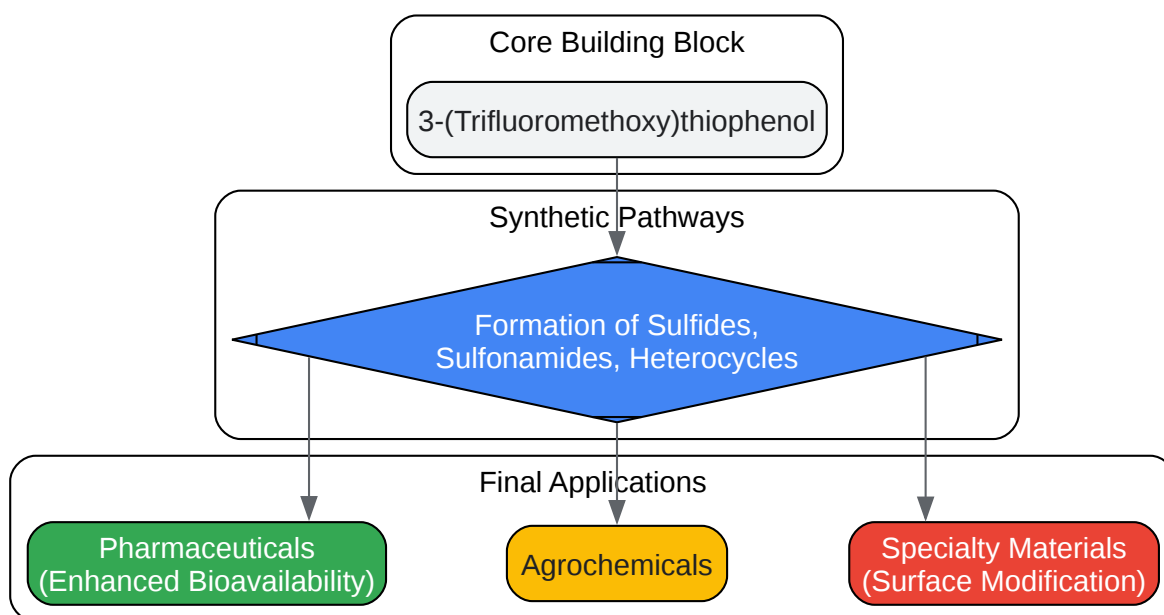 Core Building Block
3-(Trifluoromethoxy)thiophenol
Synthetic Pathways
Formation of Sulfides,
Sulfonamides, Heterocycles
Final Applications
Pharmaceuticals
(Enhanced Bioavailability)
Agrochemicals
Specialty Materials
(Surface Modification)